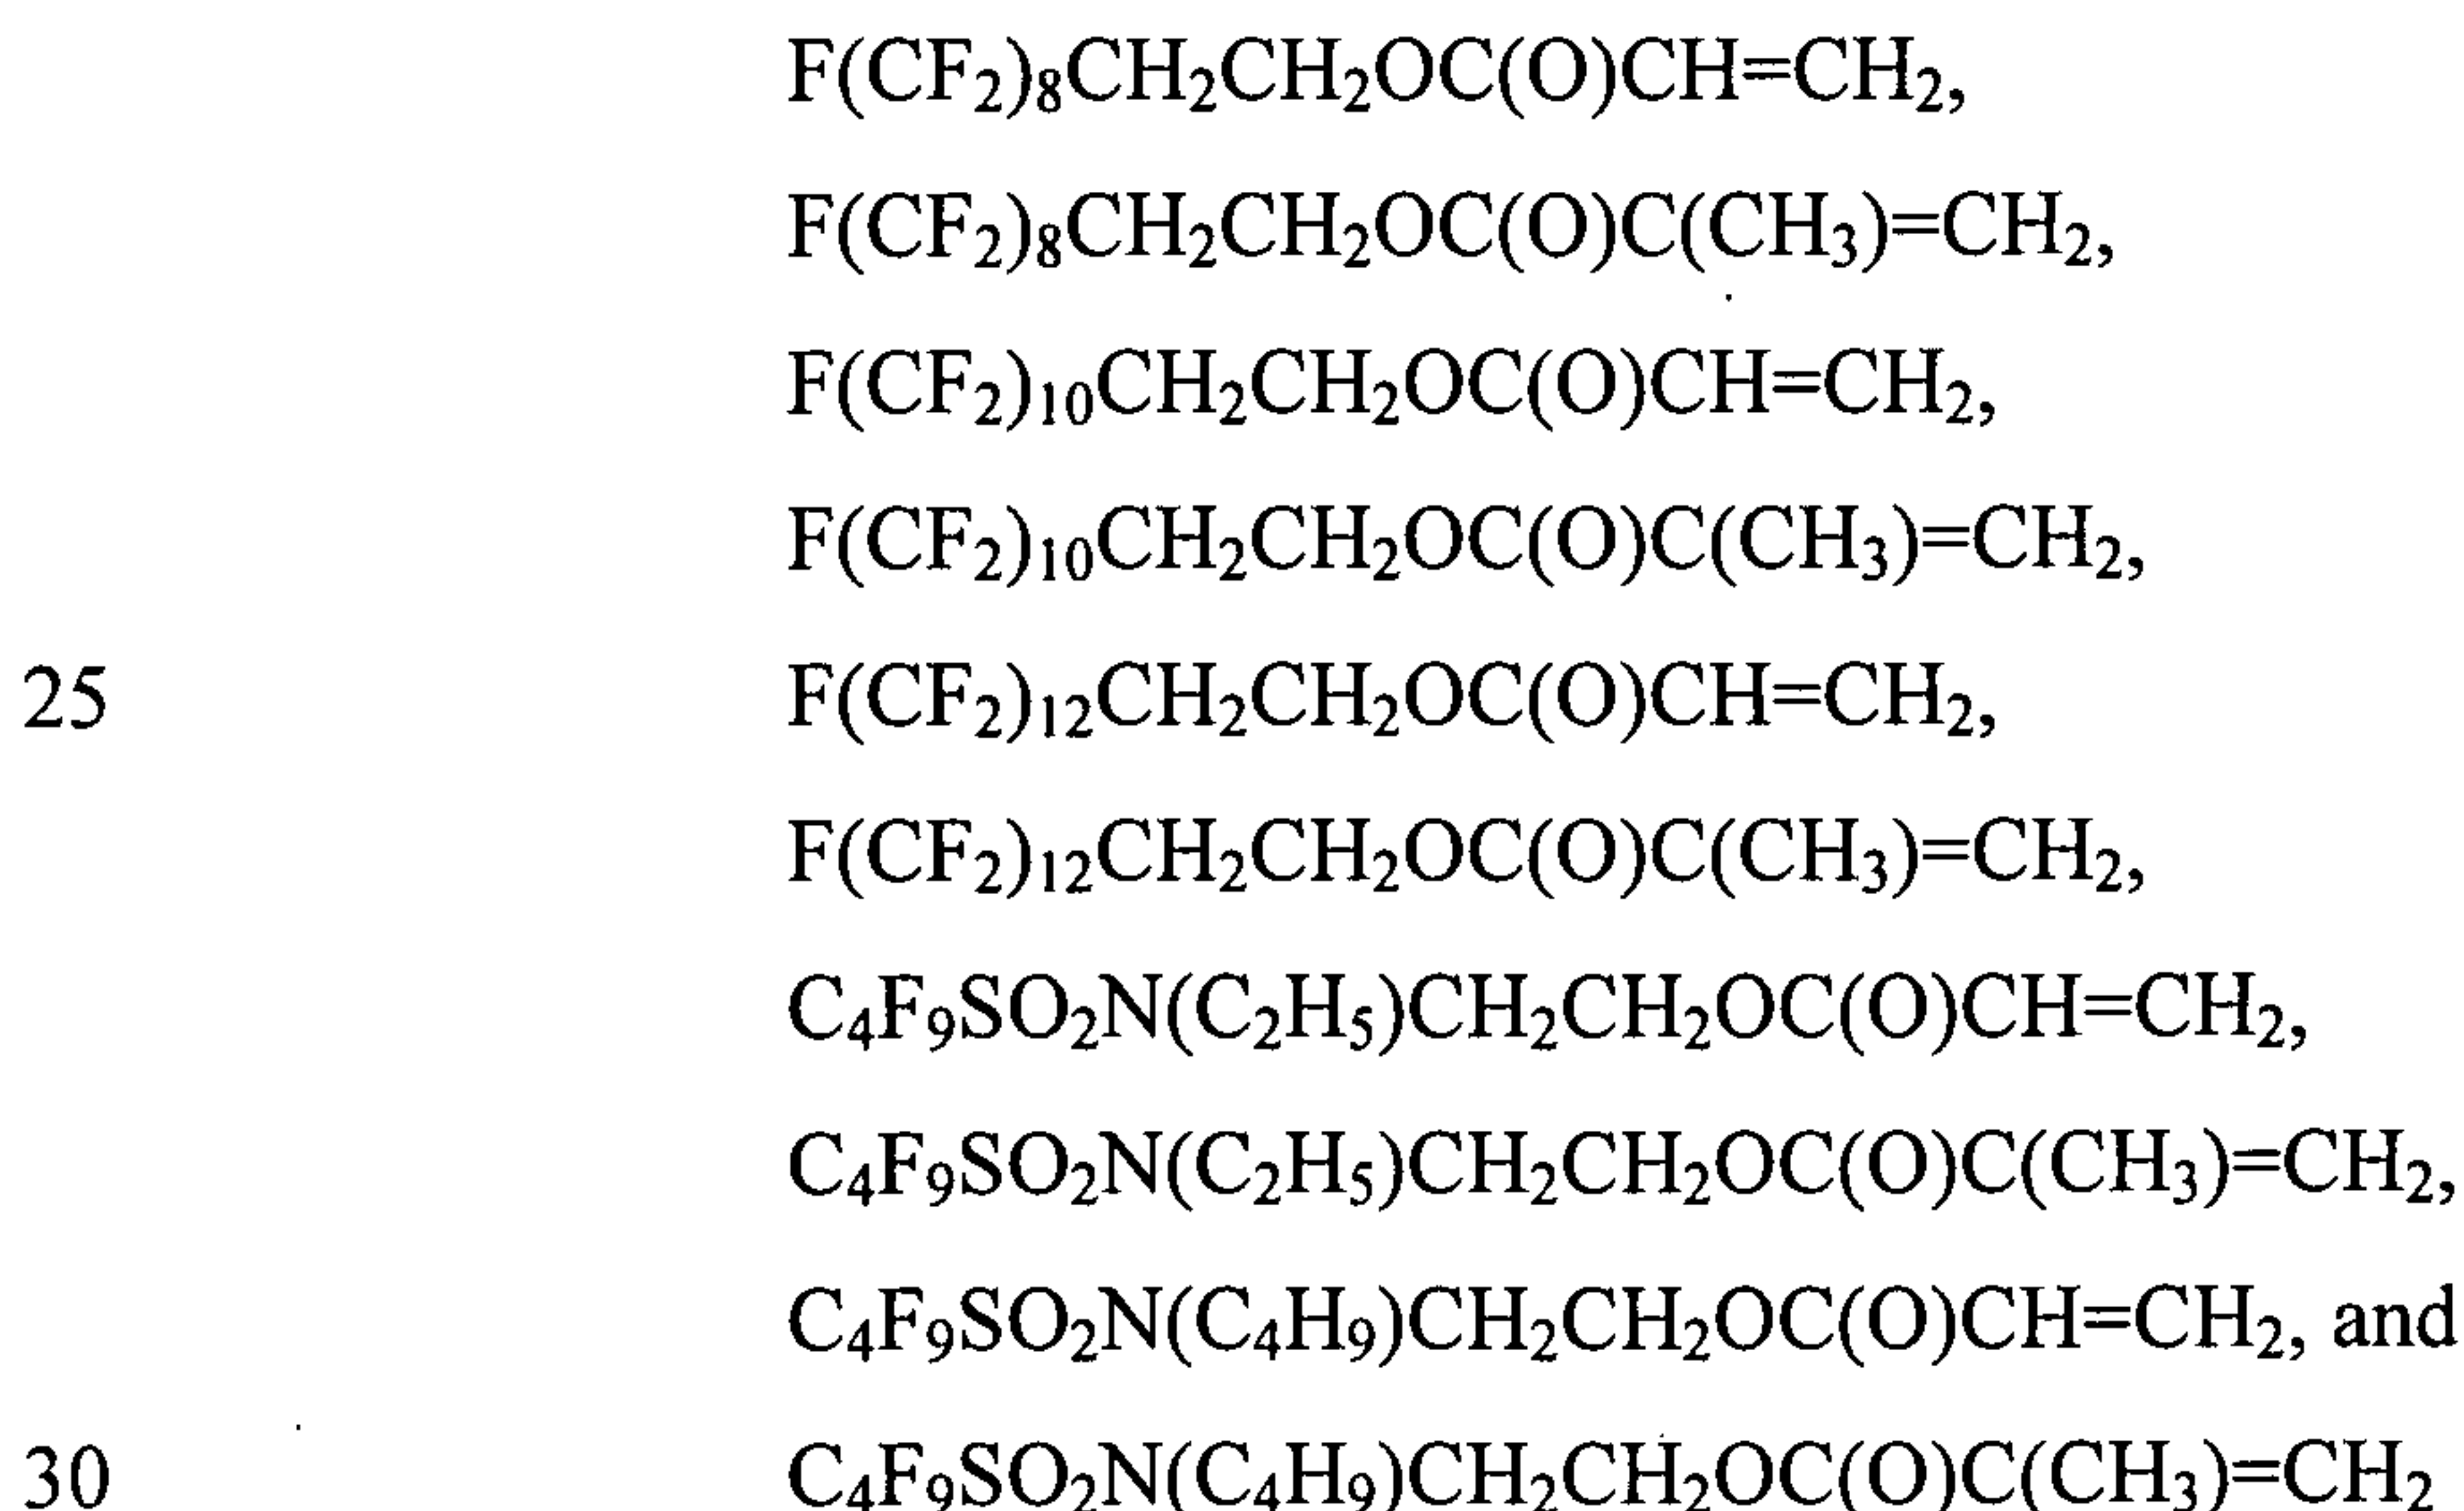 F(CF₂)₈CH₂CH₂OC(O)CH=CH₂,
F(CF₂)₈CH₂CH₂OC(O)C(CH₃)=CH₂,
F(CF₂)₁₀CH₂CH₂OC(O)CH=CH₂,
F(CF₂)₁₀CH₂CH₂OC(O)C(CH₃)=CH₂,
25 F(CF₂)₁₂CH₂CH₂OC(O)CH=CH₂,
F(CF₂)₁₂CH₂CH₂OC(O)C(CH₃)=CH₂,
C₄F₉SO₂N(C₂H₅)CH₂CH₂OC(O)CH=CH₂,
C₄F₉SO₂N(C₂H₅)CH₂CH₂OC(O)C(CH₃)=CH₂,
C₄F₉SO₂N(C₄H₉)CH₂CH₂OC(O)CH=CH₂, and
30 C₄F₉SO₂N(C₄H₉)CH₂CH₂OC(O)C(CH₃)=CH₂